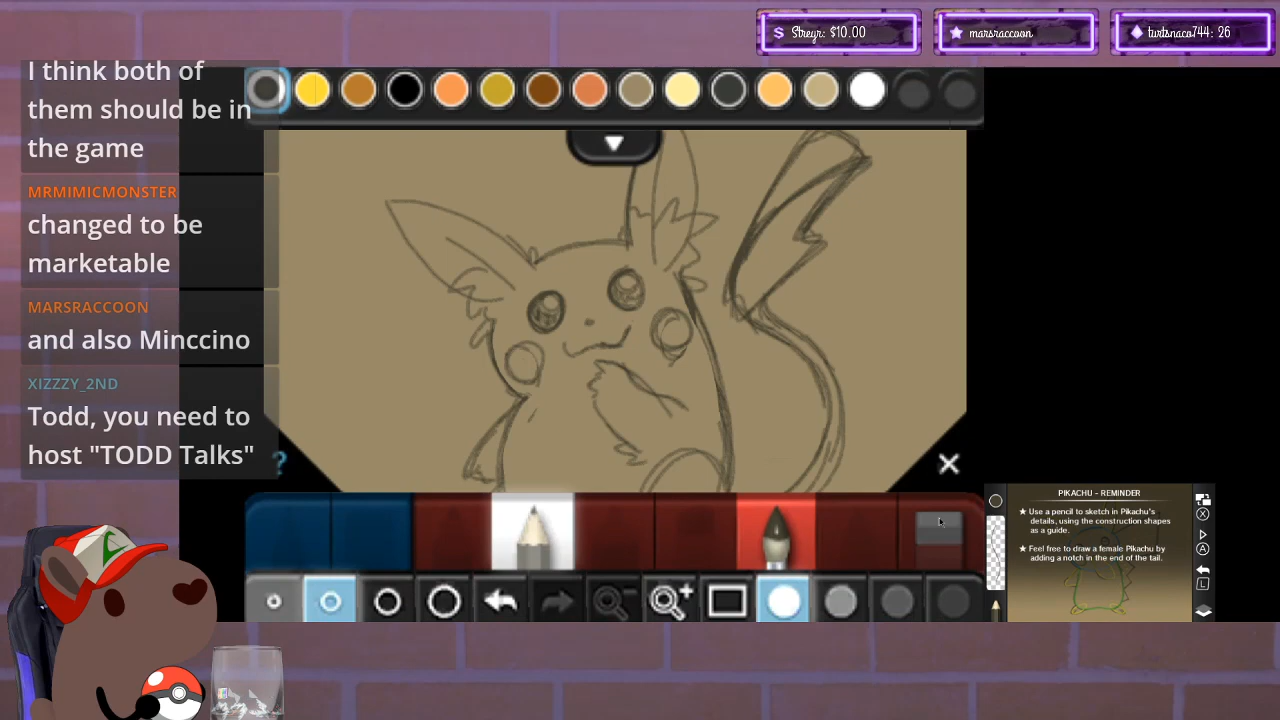 Streyr: $10.00
marsraccoon
twtsnaco744: 26
I think both of
them should be in
the game
MRMIMICMONSTER
changed to be
marketable
MARSRACCOON
and also Minccino
XIZZZY_2ND
Todd, you need to
host "TODD Talks"
?
PIKACHU - REMINDER
★ Use a pencil to sketch in Pikachu's
details, using the construction shapes
as a guide.
★ Feel free to draw a female Pikachu by
adding a notch in the end of the tail.
X
A
L